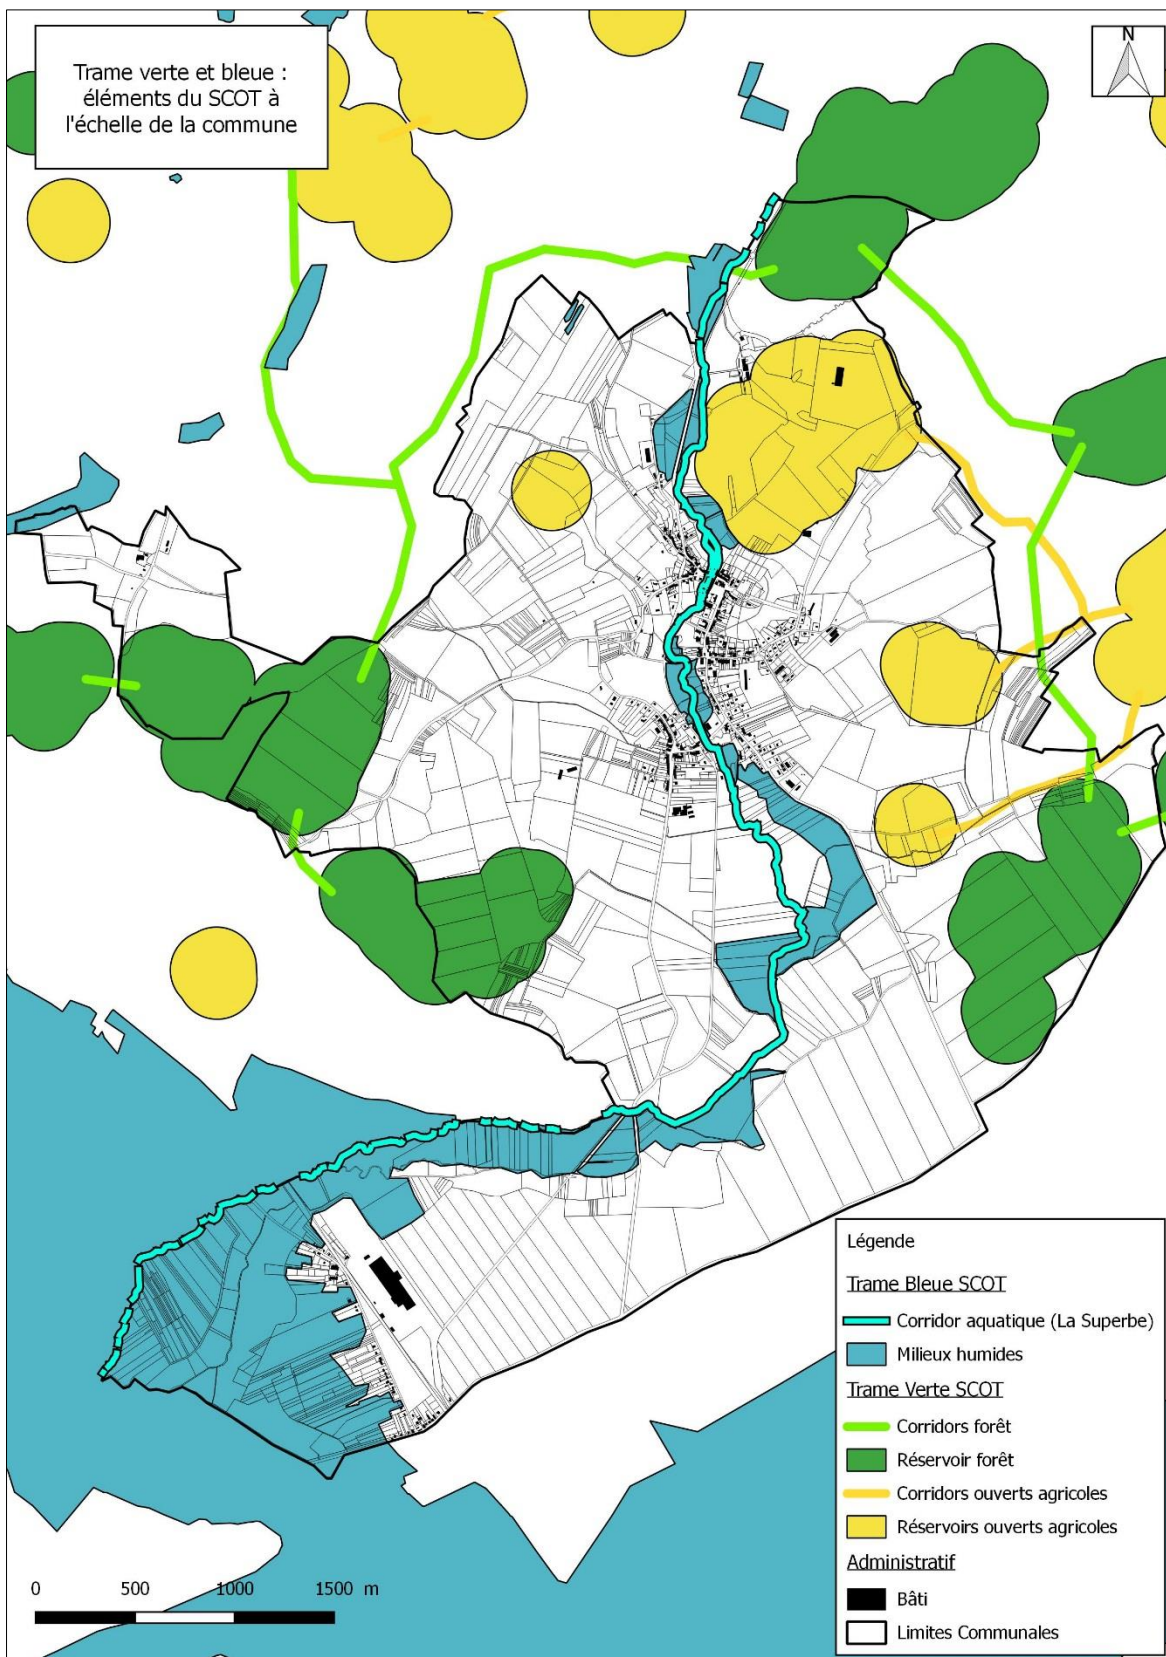 Trame verte et bleue :
éléments du SCOT à
l'échelle de la commune
N
Légende
Trame Bleue SCOT
Corridor aquatique (La Superbe)
Milieux humides
Trame Verte SCOT
Corridors forêt
Réservoir forêt
Corridors ouverts agricoles
Réservoirs ouverts agricoles
Administratif
Bâti
Limites Communales
0 500 1000 1500 m